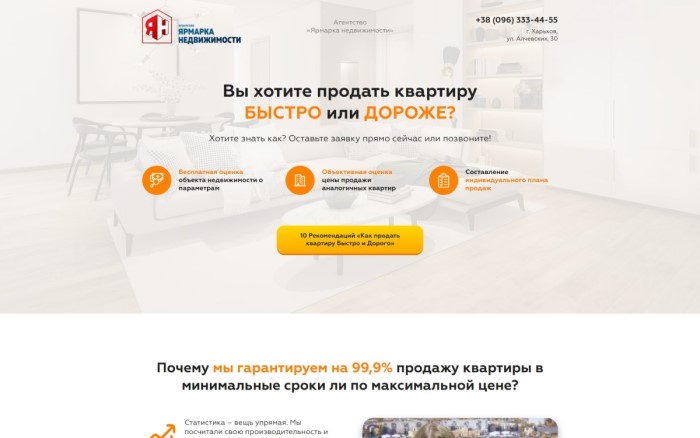 АГЕНТСТВО
ЯРМАРКА
НЕДВИЖИМОСТИ
Агентство
«Ярмарка недвижимости»
+38 (096) 333-44-55
г. Харьков,
ул. Алчевских, 30
Вы хотите продать квартиру
БЫСТРО или ДОРОЖЕ?
Хотите знать как? Оставьте заявку прямо сейчас или позвоните!
Бесплатная оценка
объекта недвижимости о
параметрам
Объективная оценка
цены продажи
аналогичных квартир
Составление
индивидуального плана
продаж
10 Рекомендаций «Как продать
квартиру Быстро и Дорого»
Почему мы гарантируем на 99,9% продажу квартиры в
минимальные сроки ли по максимальной цене?
Статистика – вещь упрямая. Мы
посчитали свою производительность и